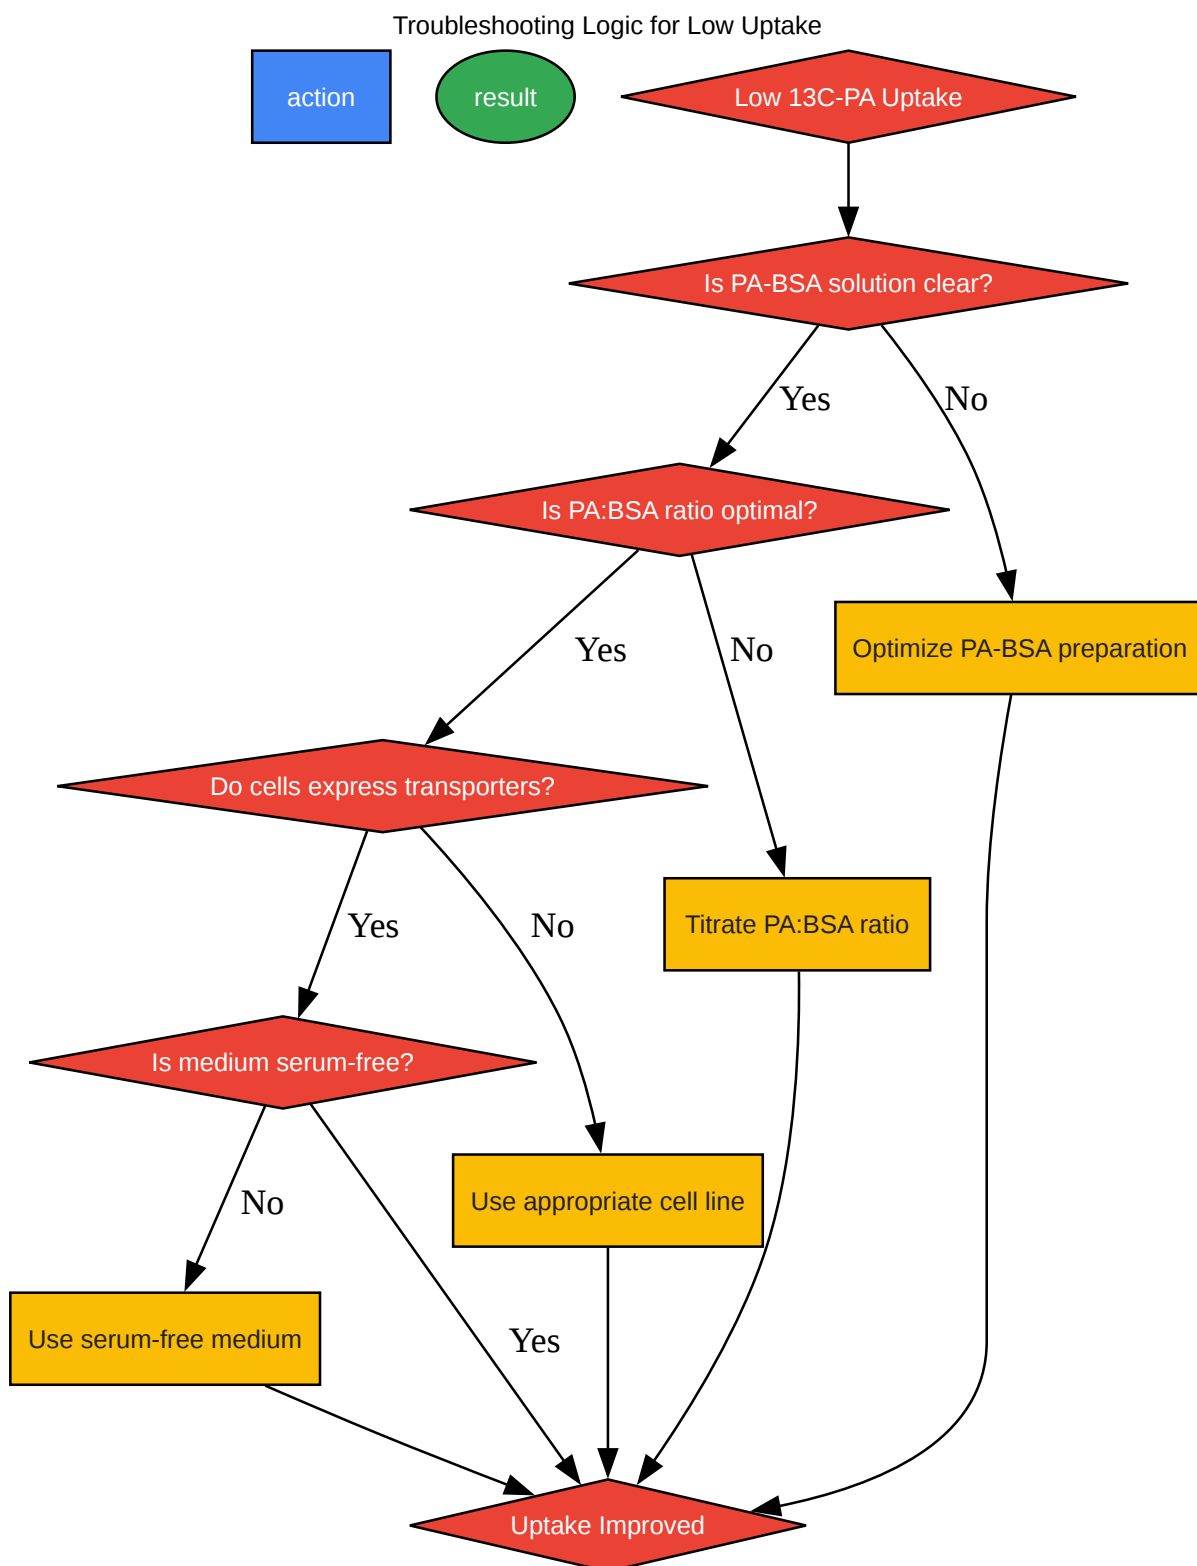 Troubleshooting Logic for Low Uptake
action
result
Low 13C-PA Uptake
Is PA-BSA solution clear?
Yes
No
Is PA:BSA ratio optimal?
Yes
No
Optimize PA-BSA preparation
Do cells express transporters?
Yes
No
Titrate PA:BSA ratio
Is medium serum-free?
No
Use appropriate cell line
Use serum-free medium
Yes
Uptake Improved